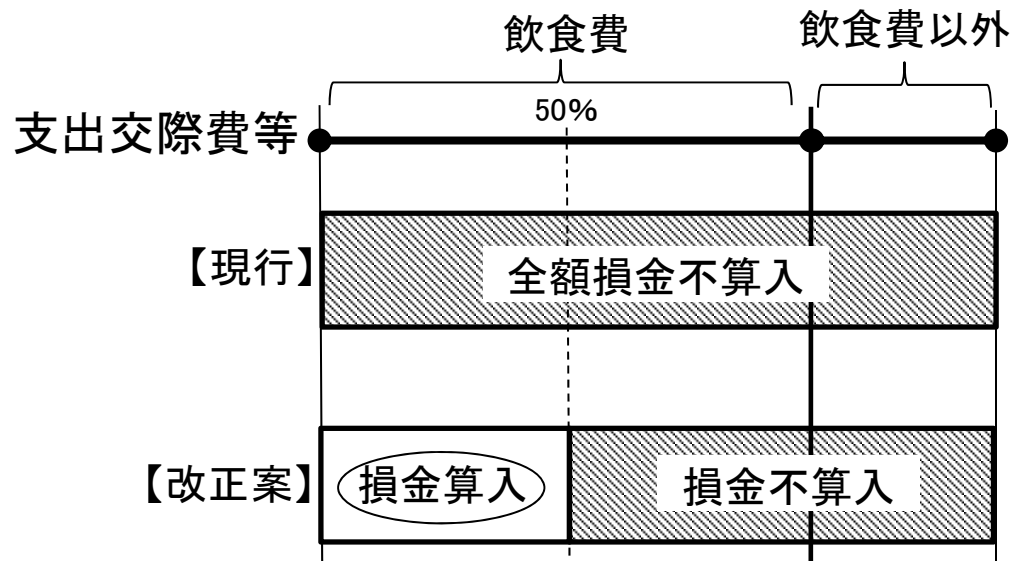 飲食費
飲食費以外
50%
支出交際費等
【現行】
全額損金不算入
【改正案】
損金算入
損金不算入